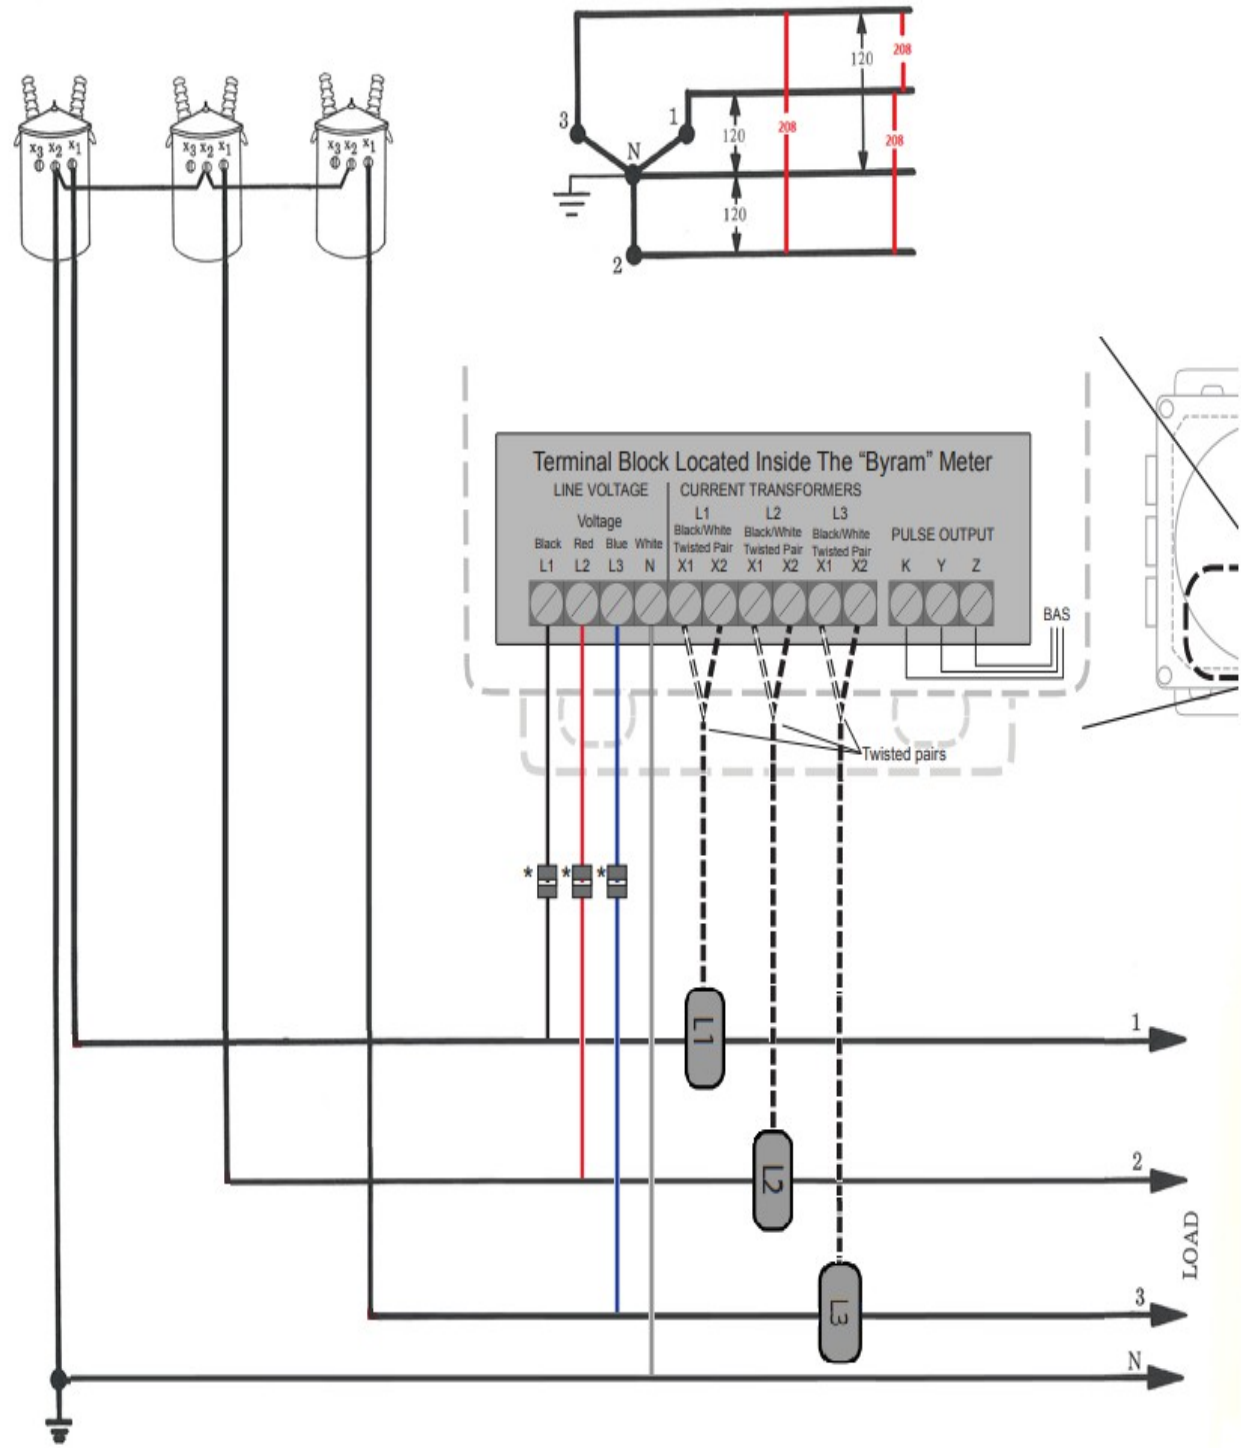 3
1
N
2
120
208
120
208
120
208
X3 X2 X1
X3 X2 X1
X3 X2 X1
Terminal Block Located Inside The “Byram” Meter
LINE VOLTAGE
CURRENT TRANSFORMERS
Voltage
Black Red Blue White
L1 L2 L3 N
L1
Black/White
Twisted Pair
X1 X2
L2
Black/White
Twisted Pair
X1 X2
L3
Black/White
Twisted Pair
X1 X2
PULSE OUTPUT
K Y Z
BAS
Twisted pairs
* * *
L1
1
L2
2
LOAD
L3
3
N